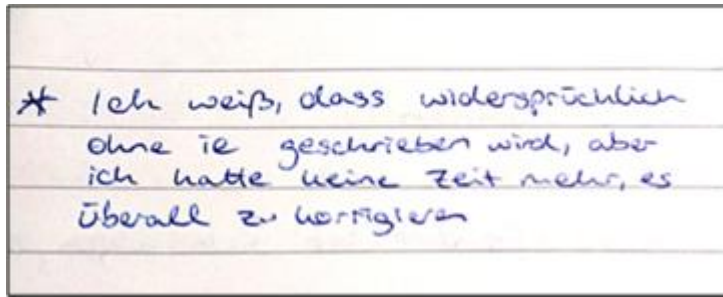 * Ich weiß, dass widersprüchlich
ohne ie geschrieben wird, aber
ich hatte keine Zeit mehr, es
überall zu korrigieren